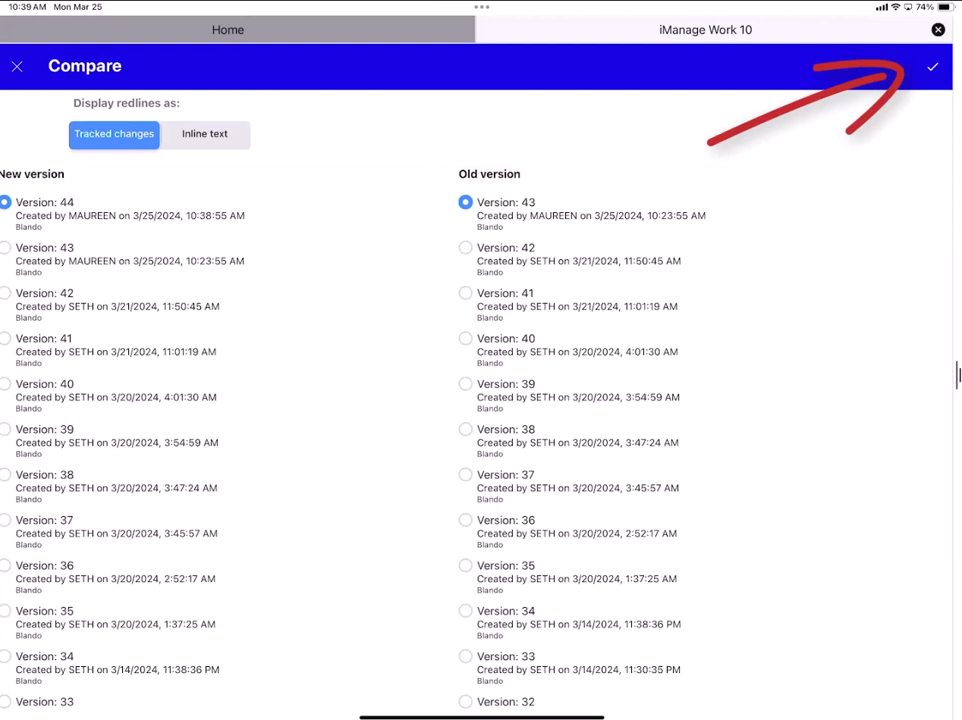 10:39 AM Mon Mar 25
74%
Home
iManage Work 10
Compare
Display redlines as:
Tracked changes
Inline text
New version
Version: 44
Created by MAUREEN on 3/25/2024, 10:38:55 AM
Blando
Version: 43
Created by MAUREEN on 3/25/2024, 10:23:55 AM
Blando
Version: 42
Created by SETH on 3/21/2024, 11:50:45 AM
Blando
Version: 41
Created by SETH on 3/21/2024, 11:01:19 AM
Blando
Version: 40
Created by SETH on 3/20/2024, 4:01:30 AM
Blando
Version: 39
Created by SETH on 3/20/2024, 3:54:59 AM
Blando
Version: 38
Created by SETH on 3/20/2024, 3:47:24 AM
Blando
Version: 37
Created by SETH on 3/20/2024, 3:45:57 AM
Blando
Version: 36
Created by SETH on 3/20/2024, 2:52:17 AM
Blando
Version: 35
Created by SETH on 3/20/2024, 1:37:25 AM
Blando
Version: 34
Created by SETH on 3/14/2024, 11:38:36 PM
Blando
Version: 33
Old version
Version: 43
Created by MAUREEN on 3/25/2024, 10:23:55 AM
Blando
Version: 42
Created by SETH on 3/21/2024, 11:50:45 AM
Blando
Version: 41
Created by SETH on 3/21/2024, 11:01:19 AM
Blando
Version: 40
Created by SETH on 3/20/2024, 4:01:30 AM
Blando
Version: 39
Created by SETH on 3/20/2024, 3:54:59 AM
Blando
Version: 38
Created by SETH on 3/20/2024, 3:47:24 AM
Blando
Version: 37
Created by SETH on 3/20/2024, 3:45:57 AM
Blando
Version: 36
Created by SETH on 3/20/2024, 2:52:17 AM
Blando
Version: 35
Created by SETH on 3/20/2024, 1:37:25 AM
Blando
Version: 34
Created by SETH on 3/14/2024, 11:38:36 PM
Blando
Version: 33
Created by SETH on 3/14/2024, 11:30:35 PM
Blando
Version: 32